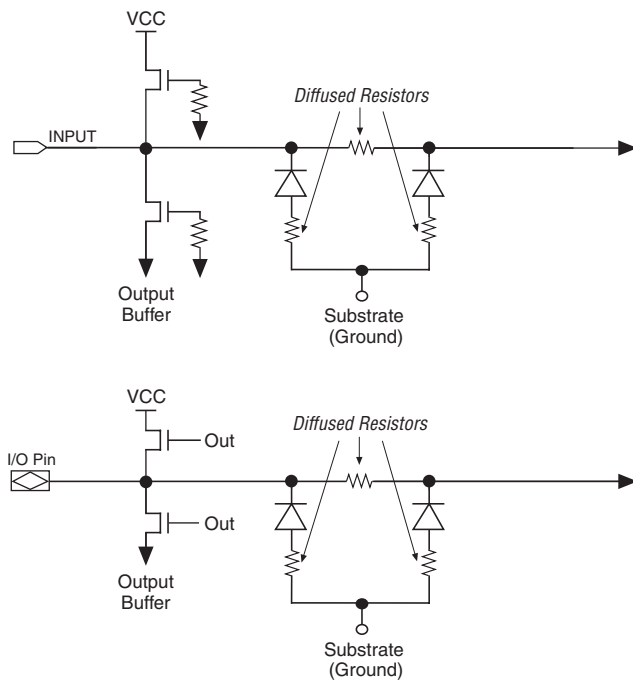 VCC
Diffused Resistors
INPUT
Output
Buffer
Substrate
(Ground)
VCC
Diffused Resistors
I/O Pin
Out
Out
Output
Buffer
Substrate
(Ground)